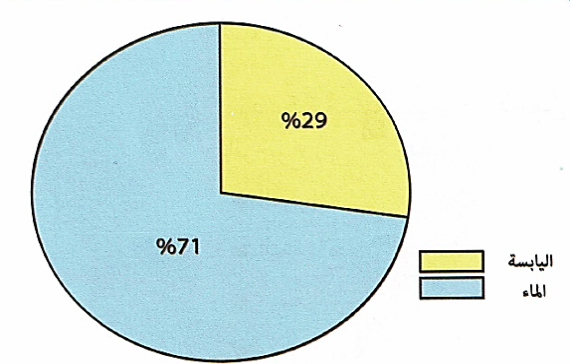 %29
%71
اليابسة
الماء